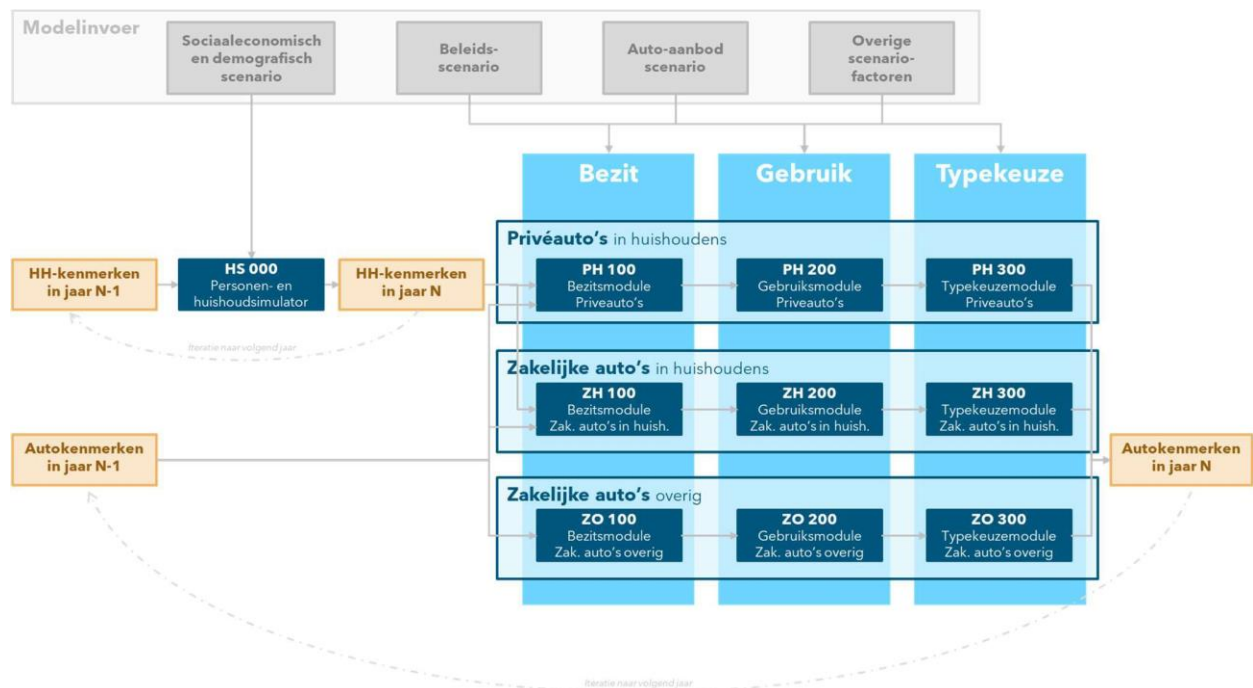 Modelinvoer
Sociaaleconomisch
en demografisch
scenario
Beleids-
scenario
Auto-aanbod
scenario
Overige
scenario-
factoren
Bezit
Gebruik
Typekeuze
Privéauto's in huishoudens
HH-kenmerken
in jaar N-1
HS 000
Personen- en
huishoudsimulator
HH-kenmerken
in jaar N
PH 100
Bezitsmodule
Priveauto's
PH 200
Gebruiksmodule
Priveauto's
PH 300
Typekeuzemodule
Priveauto's
Iteratie naar volgend jaar
Zakelijke auto's in huishoudens
ZH 100
Bezitsmodule
Zak. auto's in huish.
ZH 200
Gebruiksmodule
Zak. auto's in huish.
ZH 300
Typekeuzemodule
Zak. auto's in huish.
Autokenmerken
in jaar N-1
Autokenmerken
in jaar N
Zakelijke auto's overig
ZO 100
Bezitsmodule
Zak. auto's overig
ZO 200
Gebruiksmodule
Zak. auto's overig
ZO 300
Typekeuzemodule
Zak. auto's overig
Iteratie naar volgend jaar